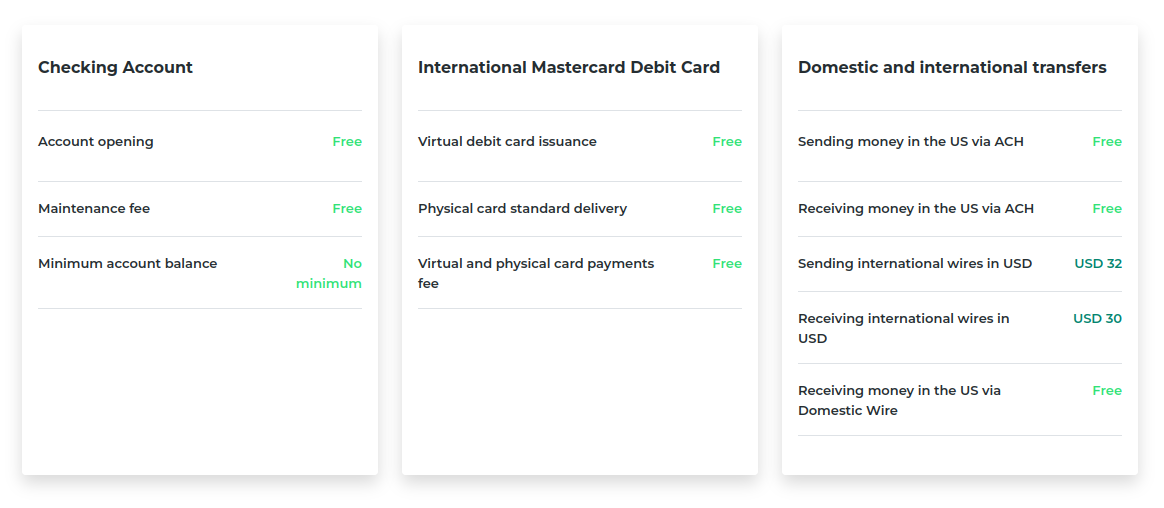 Checking Account
Account opening Free
Maintenance fee Free
Minimum account balance No
minimum
International Mastercard Debit Card
Virtual debit card issuance Free
Physical card standard delivery Free
Virtual and physical card payments Free
fee
Domestic and international transfers
Sending money in the US via ACH Free
Receiving money in the US via ACH Free
Sending international wires in USD USD 32
Receiving international wires in USD 30
USD
Receiving money in the US via Free
Domestic Wire